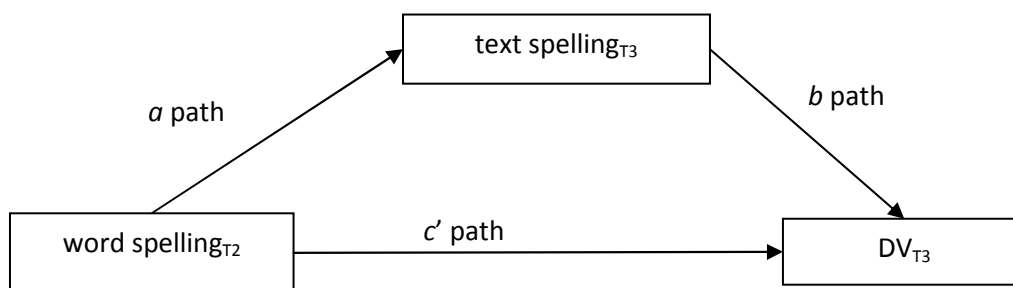 text spellingT3
a path
b path
word spellingT2
c’ path
DVT3